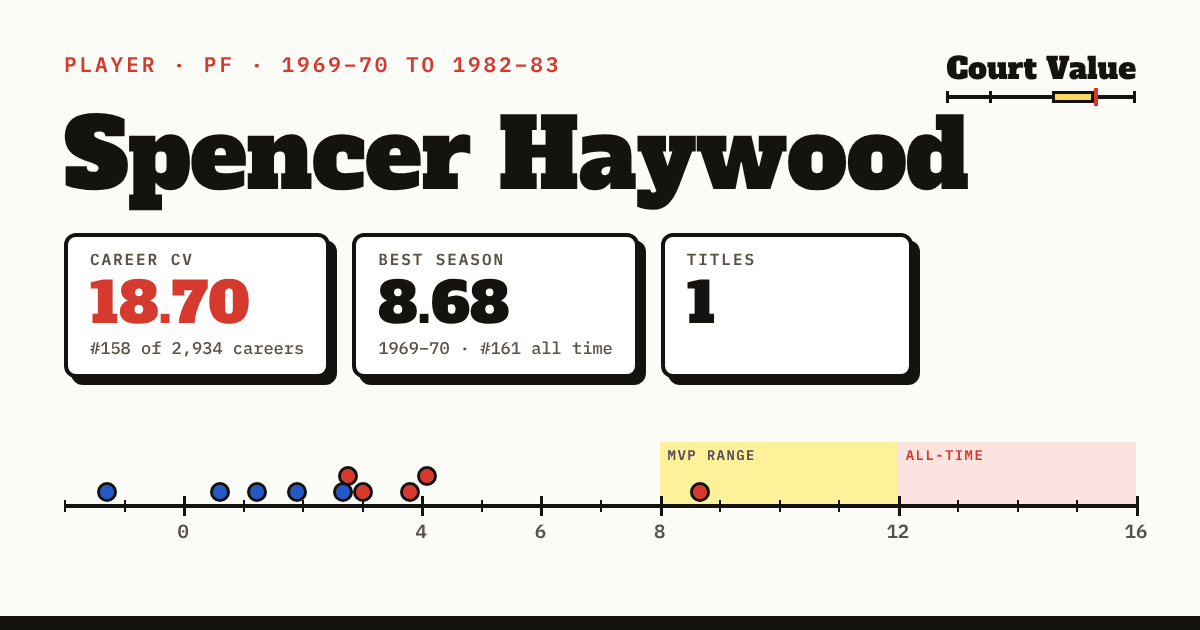 PLAYER · PF · 1969–70 TO 1982–83
Court Value
Spencer Haywood
CAREER CV
18.70
#158 of 2,934 careers
BEST SEASON
8.68
1969–70 · #161 all time
TITLES
1
MVP RANGE
ALL-TIME
0 4 6 8 12 16